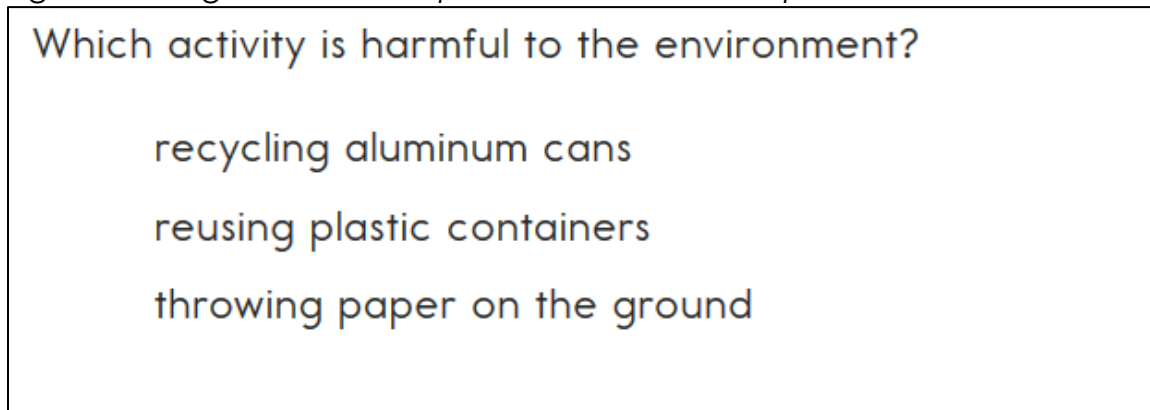 Which activity is harmful to the environment?
recycling aluminum cans
reusing plastic containers
throwing paper on the ground